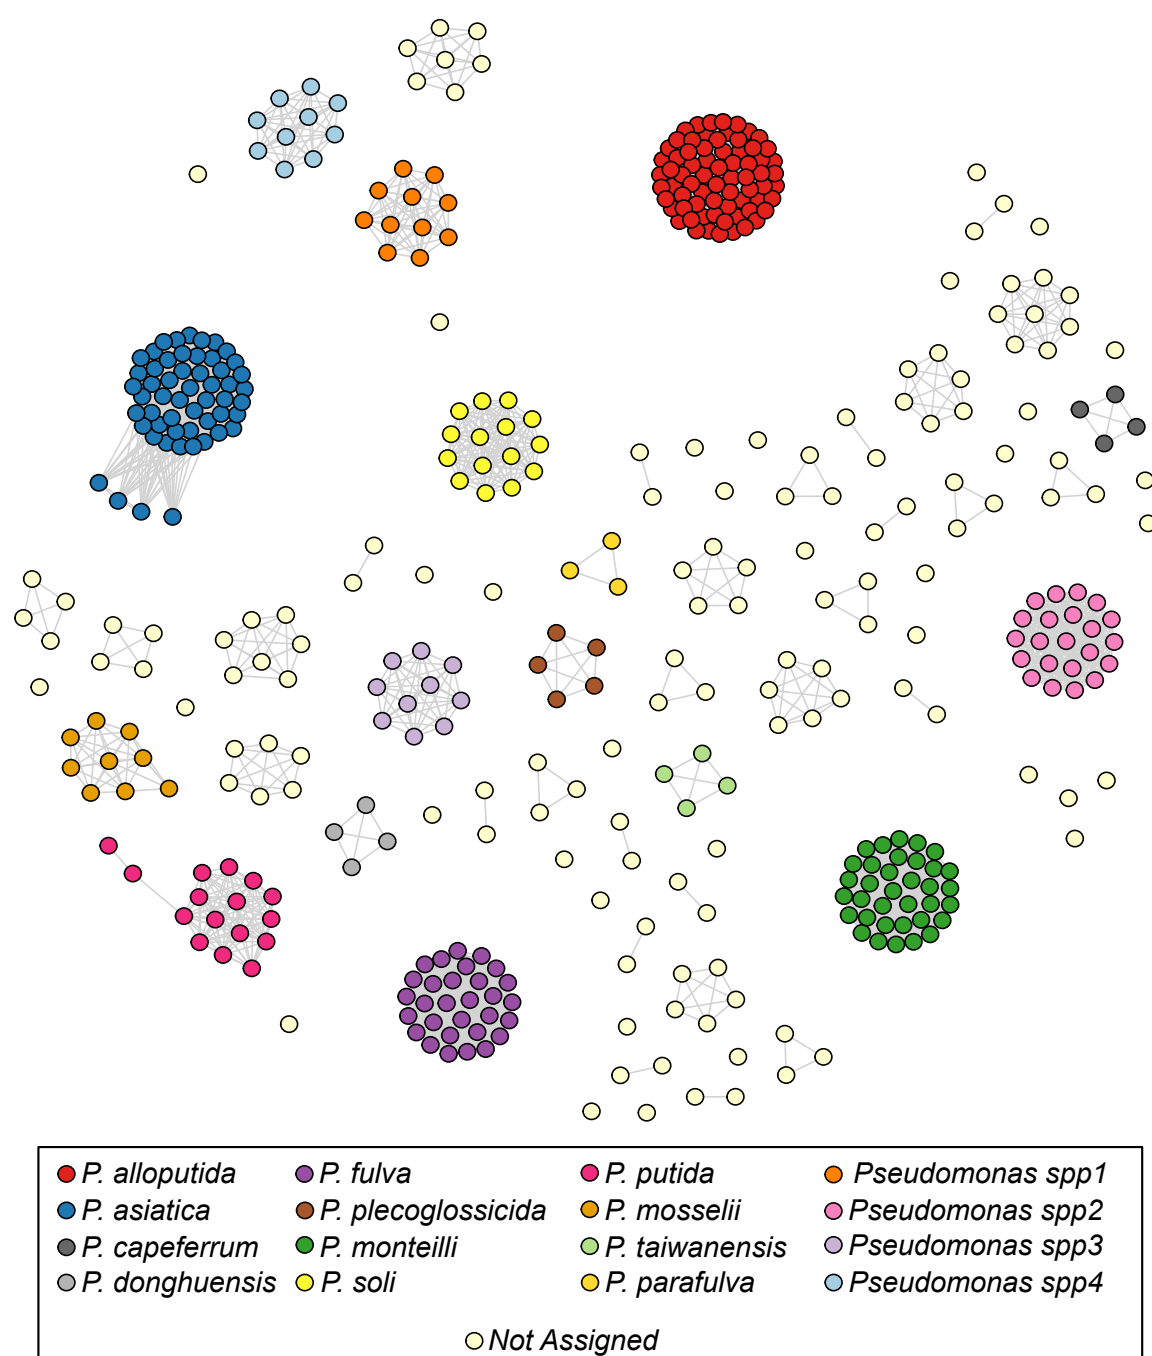 P. alloputida P. fulva P. putida Pseudomonas spp1
P. asiatica P. plecoglossicida P. mosselii Pseudomonas spp2
P. capeferrum P. monteilli P. taiwanensis Pseudomonas spp3
P. donghuensis P. soli P. parafulva Pseudomonas spp4
Not Assigned